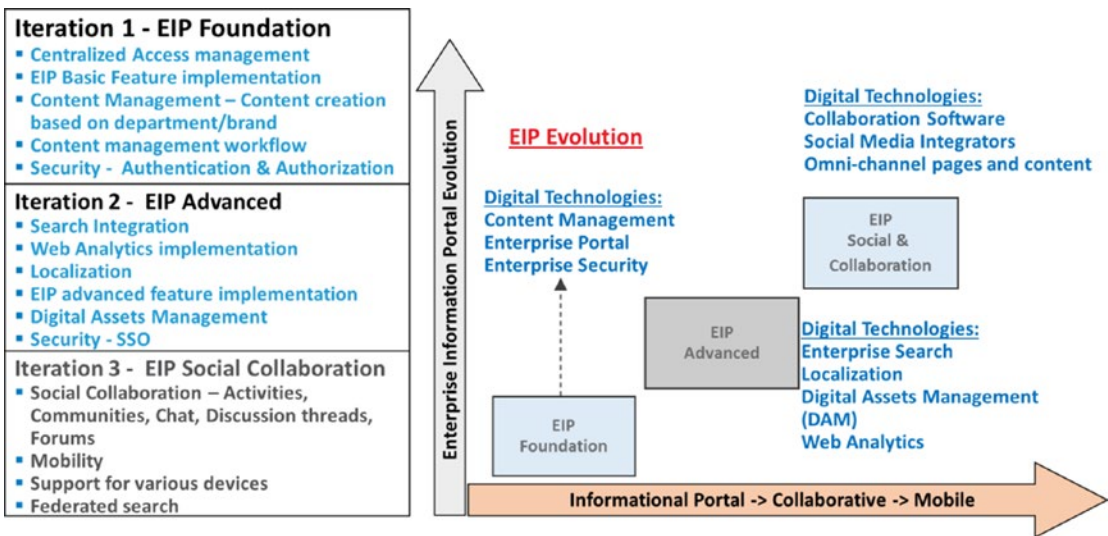 Iteration 1 - EIP Foundation
▪ Centralized Access management
▪ EIP Basic Feature implementation
▪ Content Management – Content creation
based on department/brand
▪ Content management workflow
▪ Security - Authentication & Authorization
Iteration 2 - EIP Advanced
▪ Search Integration
▪ Web Analytics implementation
▪ Localization
▪ EIP advanced feature implementation
▪ Digital Assets Management
▪ Security - SSO
Iteration 3 - EIP Social Collaboration
▪ Social Collaboration – Activities,
Communities, Chat, Discussion threads,
Forums
▪ Mobility
▪ Support for various devices
▪ Federated search
Enterprise Information Portal Evolution
EIP Evolution
Digital Technologies:
Content Management
Enterprise Portal
Enterprise Security
EIP
Foundation
EIP
Advanced
Digital Technologies:
Collaboration Software
Social Media Integrators
Omni-channel pages and content
EIP
Social &
Collaboration
Digital Technologies:
Enterprise Search
Localization
Digital Assets Management
(DAM)
Web Analytics
Informational Portal -> Collaborative -> Mobile